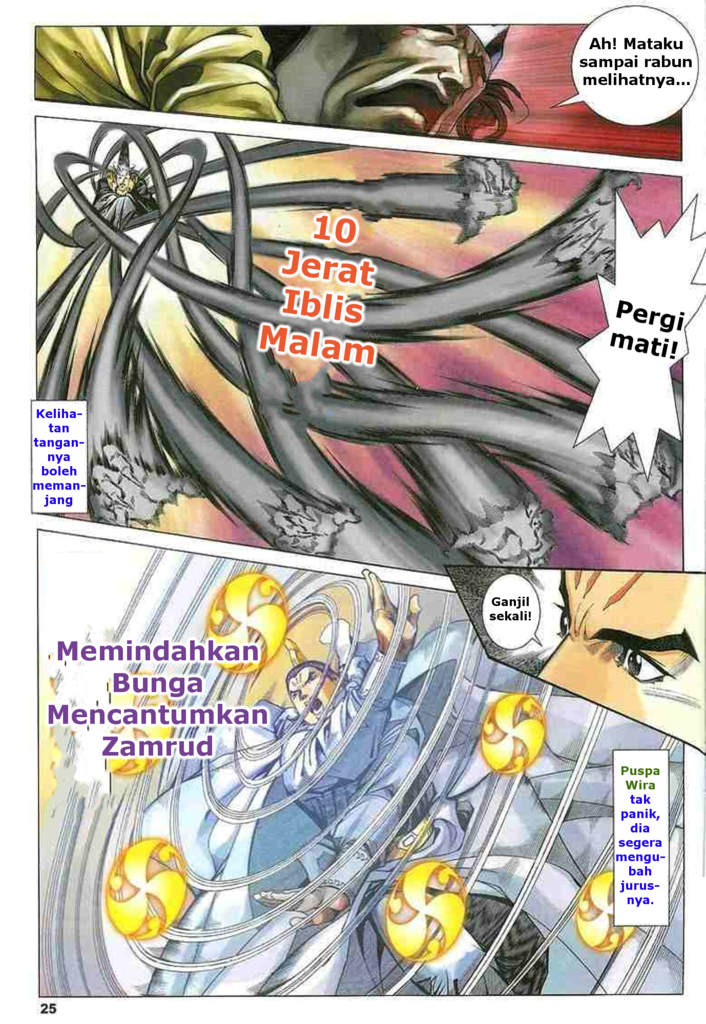 Ah! Mataku
sampai rabun
melihatnya...
10
Jerat
Iblis
Malam
Pergi
mati!
Keliha-
tan
tangan-
nya
boleh
meman-
jang
Ganjil
sekali!
Memindahkan
Bunga
Mencantumkan
Zamrud
Puspa
Wira
tak
panik,
dia
segera
mengu-
bah
jurus-
nya.
25